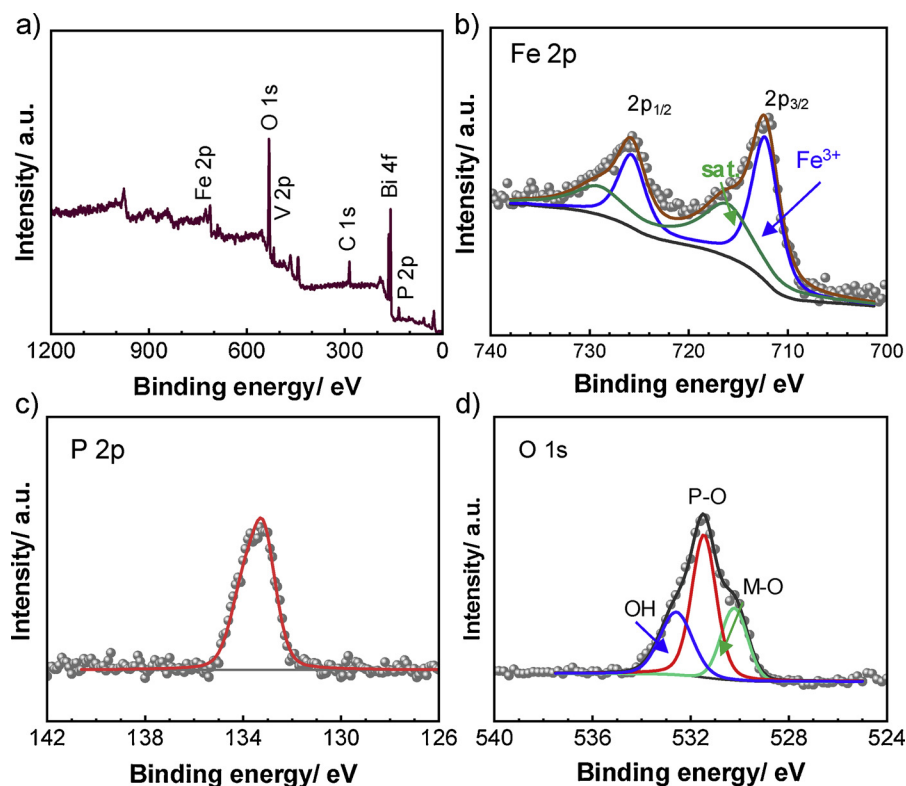 a)
Intensity/ a.u.
Fe 2p
O 1s
V 2p
C 1s
Bi 4f
P 2p
1200 900 600 300 0
Binding energy/ eV
b)
Intensity/ a.u.
Fe 2p
2p1/2
2p3/2
sat.
Fe3+
740 730 720 710 700
Binding energy/ eV
c)
Intensity/ a.u.
P 2p
142 138 134 130 126
Binding energy/ eV
d)
Intensity/ a.u.
O 1s
P-O
M-O
OH
540 536 532 528 524
Binding energy/ eV